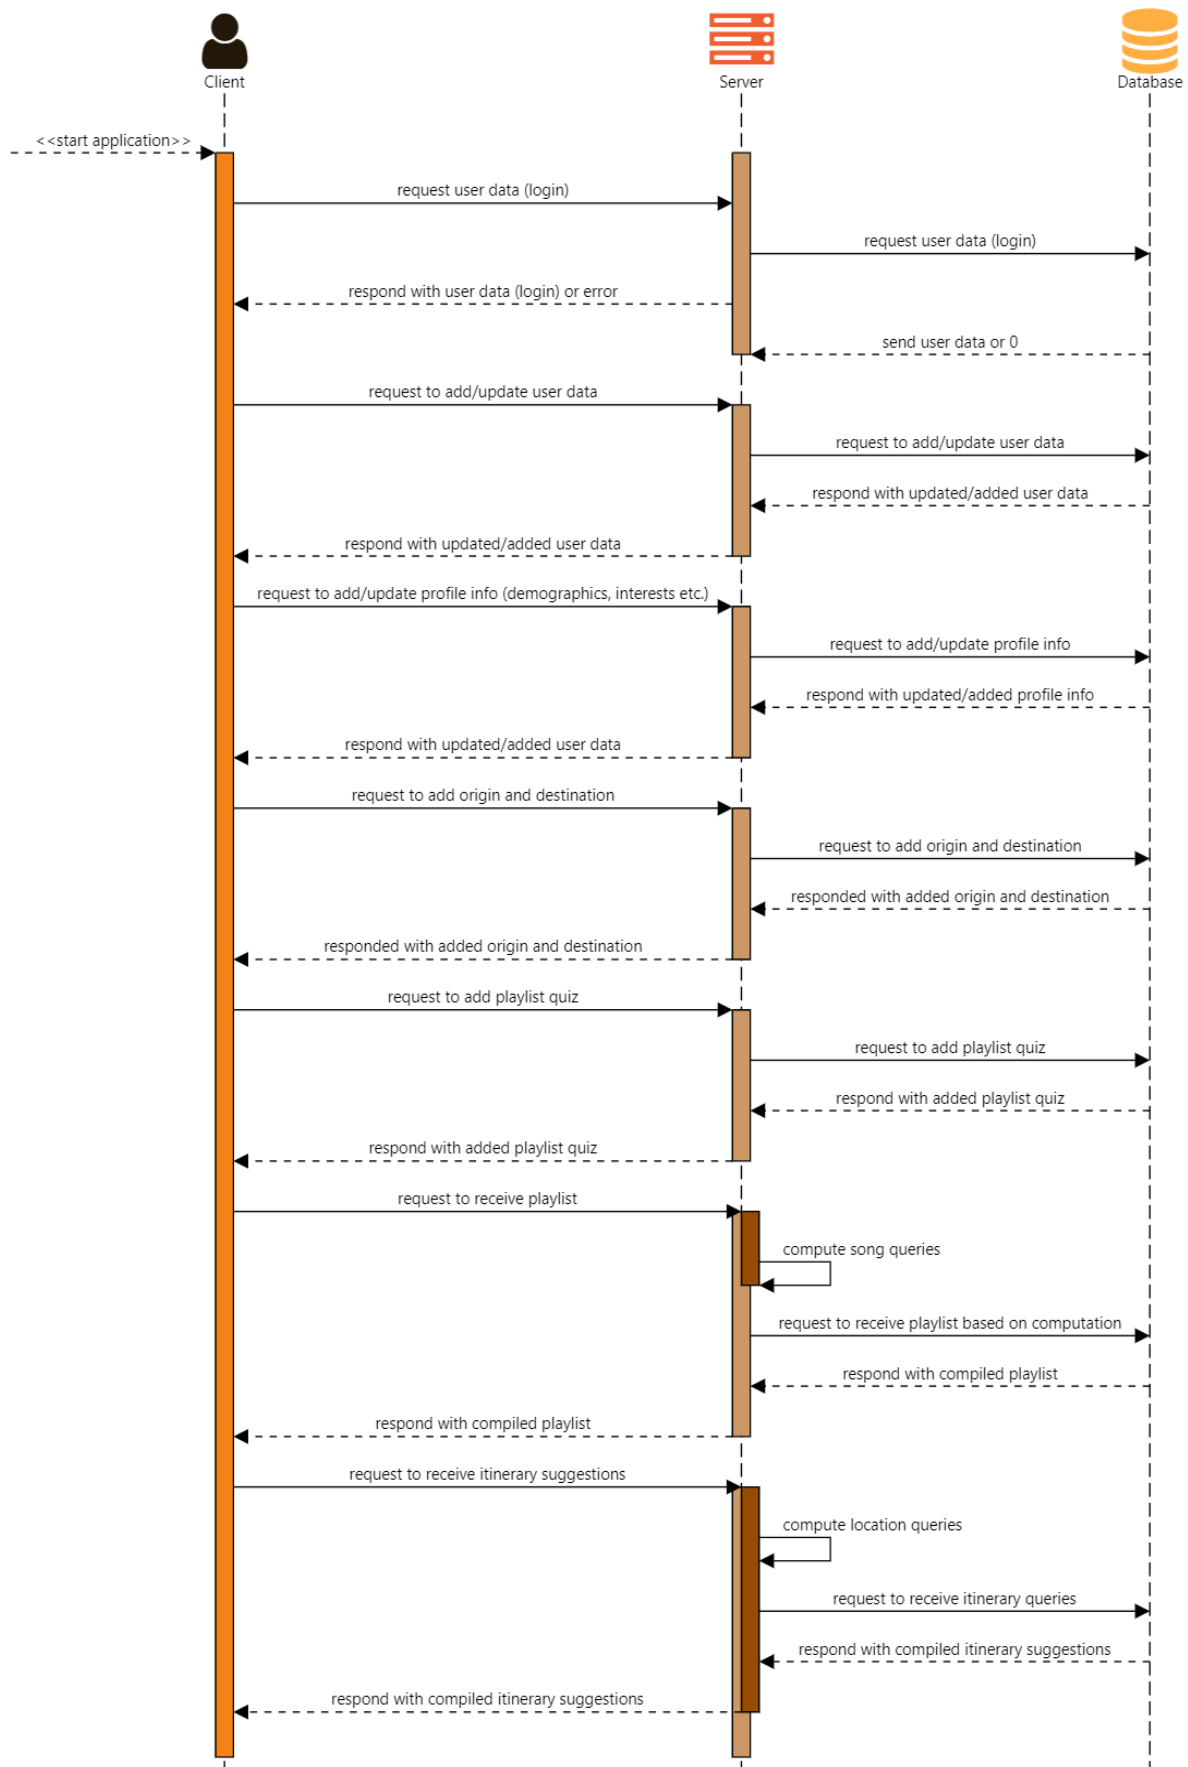 Client
Server
Database
<<start application>>
request user data (login)
request user data (login)
respond with user data (login) or error
send user data or 0
request to add/update user data
request to add/update user data
respond with updated/added user data
respond with updated/added user data
request to add/update profile info (demographics, interests etc.)
request to add/update profile info
respond with updated/added profile info
respond with updated/added user data
request to add origin and destination
request to add origin and destination
responded with added origin and destination
responded with added origin and destination
request to add playlist quiz
request to add playlist quiz
respond with added playlist quiz
respond with added playlist quiz
request to receive playlist
compute song queries
request to receive playlist based on computation
respond with compiled playlist
respond with compiled playlist
request to receive itinerary suggestions
compute location queries
request to receive itinerary queries
respond with compiled itinerary suggestions
respond with compiled itinerary suggestions